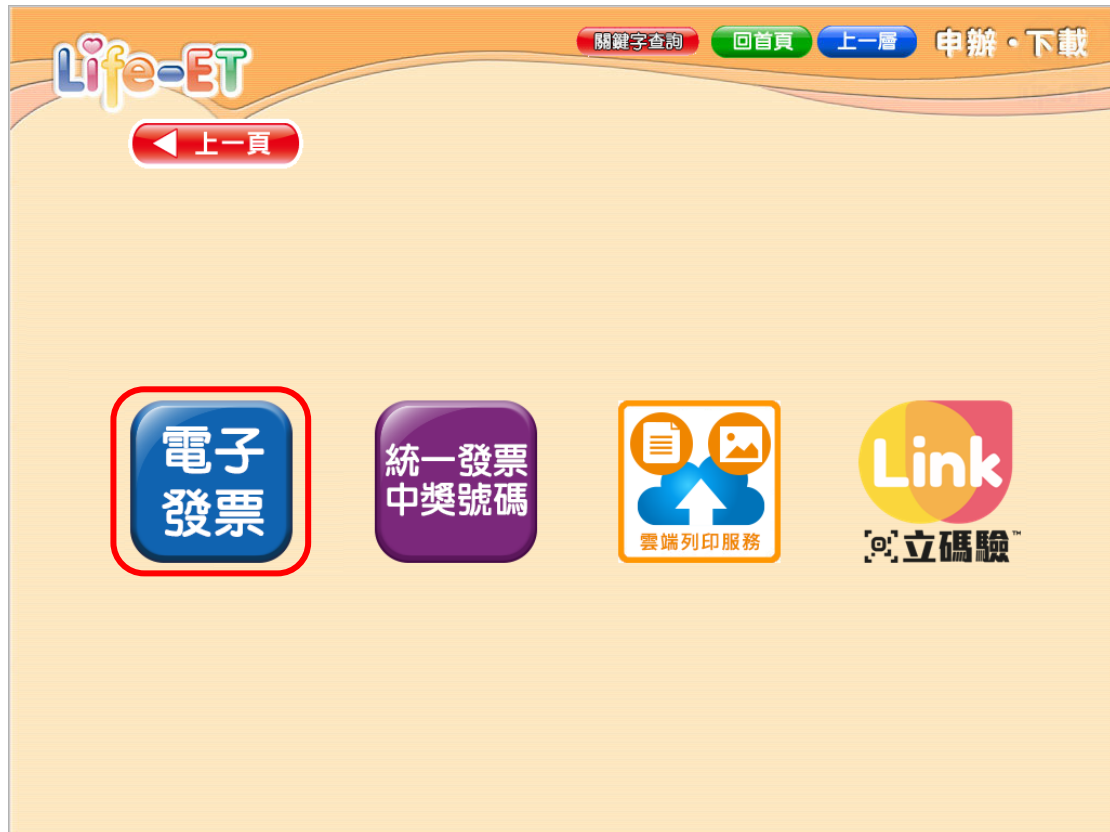 Life-ET
關鍵字查詢
回首頁
上一層
申辦・下載
上一頁
電子
發票
統一發票
中獎號碼
雲端列印服務
Link
立碼驗™